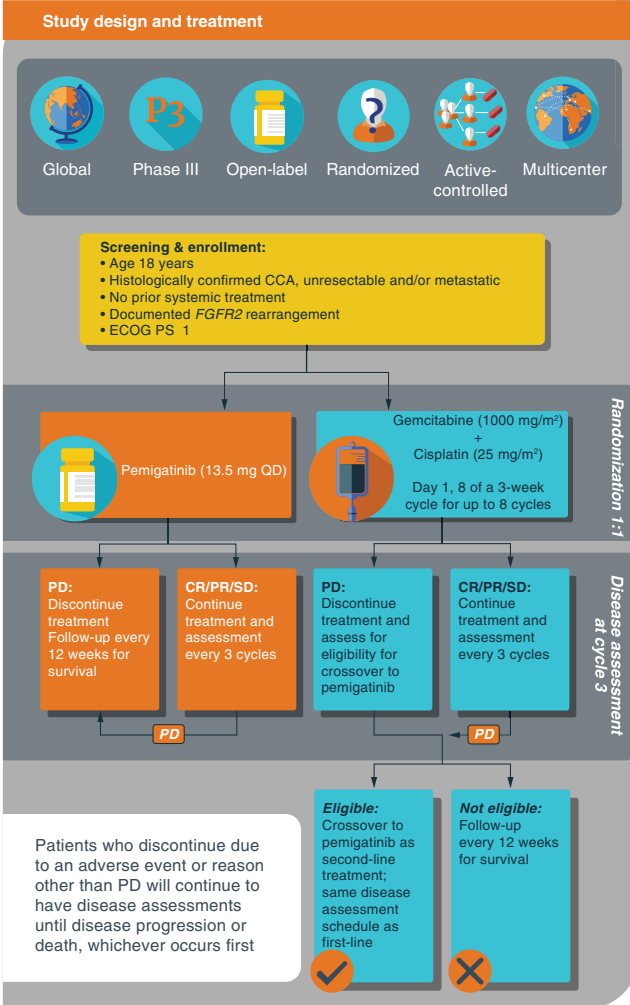 Study design and treatment
P3
?
Global
Phase III
Open-label
Randomized
Active-
controlled
Multicenter
Screening & enrollment:
• Age 18 years
• Histologically confirmed CCA, unresectable and/or metastatic
• No prior systemic treatment
• Documented FGFR2 rearrangement
• ECOG PS 1
Randomization 1:1
Pemigatinib (13.5 mg QD)
Gemcitabine (1000 mg/m²)
+
Cisplatin (25 mg/m²)
Day 1, 8 of a 3-week
cycle for up to 8 cycles
Disease assessment
at cycle 3
PD:
Discontinue
treatment
Follow-up every
12 weeks for
survival
CR/PR/SD:
Continue
treatment and
assessment
every 3 cycles
PD
PD:
Discontinue
treatment and
assess for
eligibility for
crossover to
pemigatinib
CR/PR/SD:
Continue
treatment and
assessment
every 3 cycles
PD
Eligible:
Crossover to
pemigatinib as
second-line
treatment;
same disease
assessment
schedule as
first-line
Not eligible:
Follow-up
every 12 weeks
for survival
Patients who discontinue due
to an adverse event or reason
other than PD will continue to
have disease assessments
until disease progression or
death, whichever occurs first